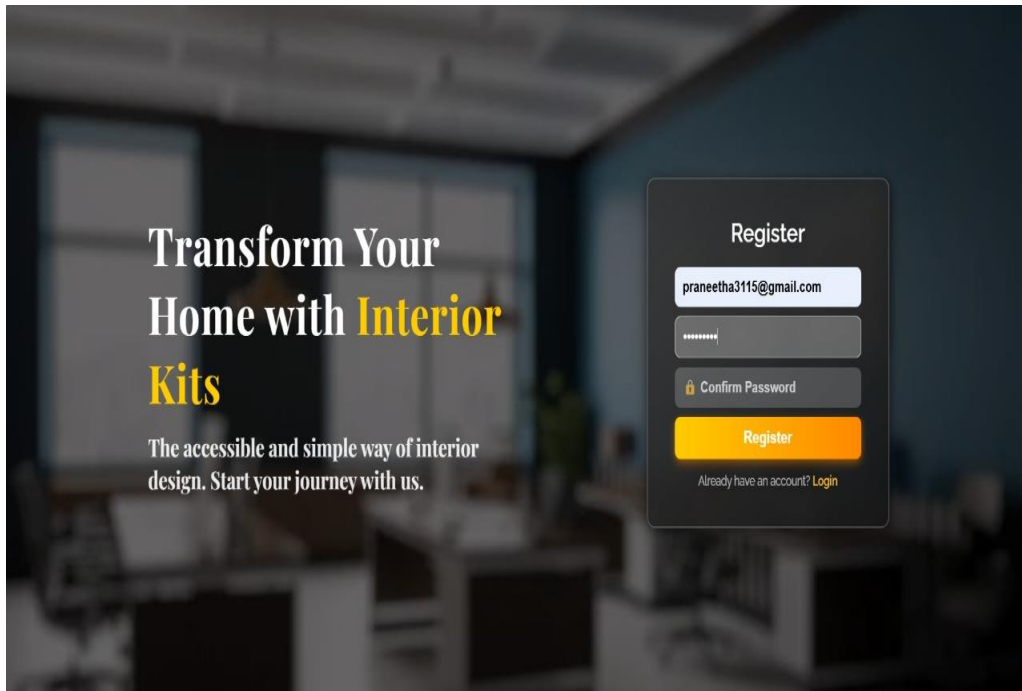 Transform Your
Home with Interior
Kits
The accessible and simple way of interior
design. Start your journey with us.
Register
praneetha3115@gmail.com
•••••••••
Confirm Password
Register
Already have an account? Login